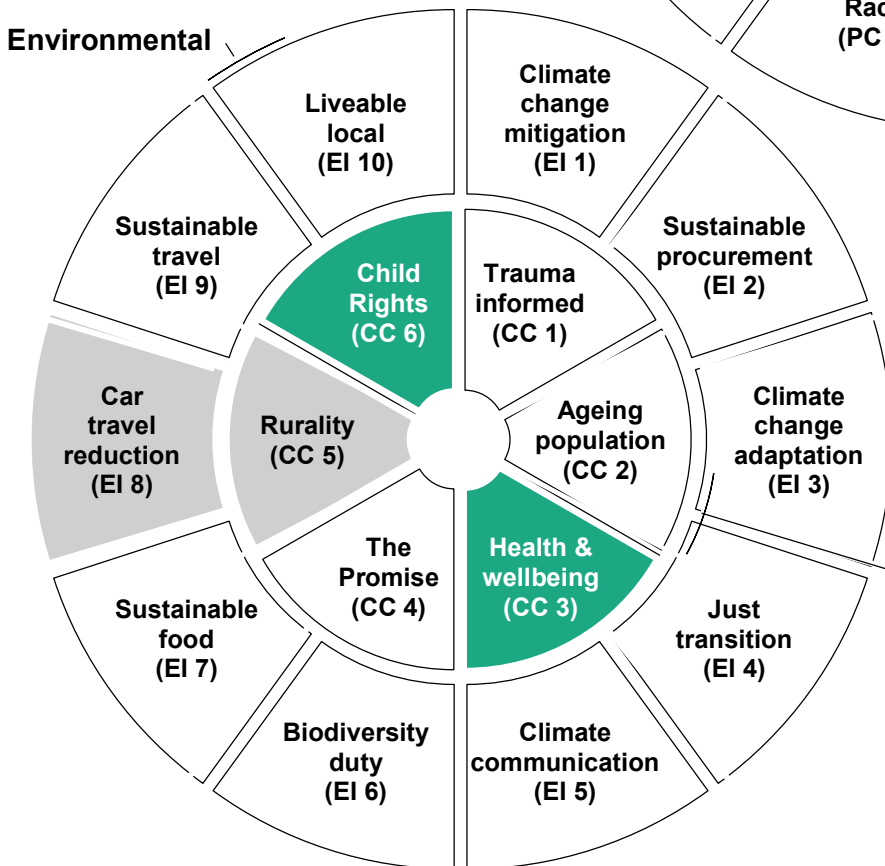 Environmental
Rac
(PC
Liveable
local
(EI 10)
Climate
change
mitigation
(EI 1)
Sustainable
procurement
(EI 2)
Climate
change
adaptation
(EI 3)
Just
transition
(EI 4)
Climate
communication
(EI 5)
Biodiversity
duty
(EI 6)
Sustainable
food
(EI 7)
Car
travel
reduction
(EI 8)
Sustainable
travel
(EI 9)
Trauma
informed
(CC 1)
Ageing
population
(CC 2)
Health &
wellbeing
(CC 3)
The
Promise
(CC 4)
Rurality
(CC 5)
Child
Rights
(CC 6)